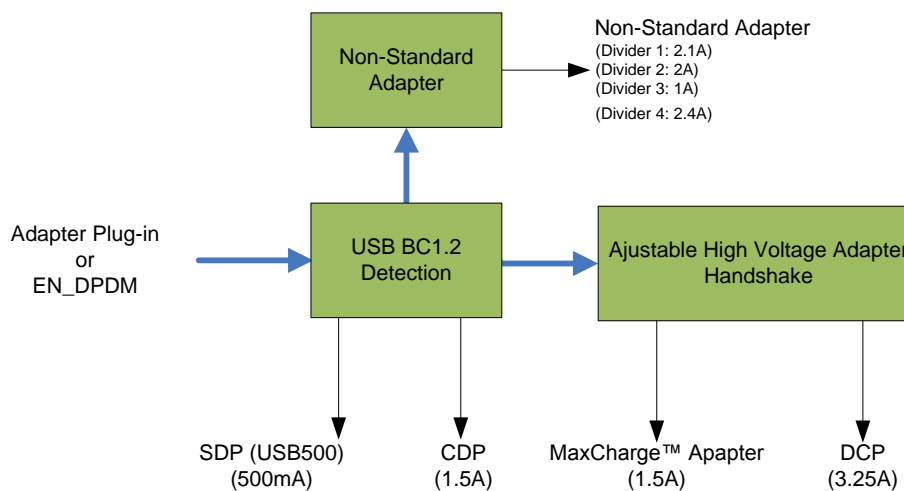 Non-Standard
Adapter
Non-Standard Adapter
(Divider 1: 2.1A)
(Divider 2: 2A)
(Divider 3: 1A)
(Divider 4: 2.4A)
Adapter Plug-in
or
EN_DPDM
USB BC1.2
Detection
Ajustable High Voltage Adapter
Handshake
SDP (USB500)
(500mA)
CDP
(1.5A)
MaxCharge™ Apapter
(1.5A)
DCP
(3.25A)